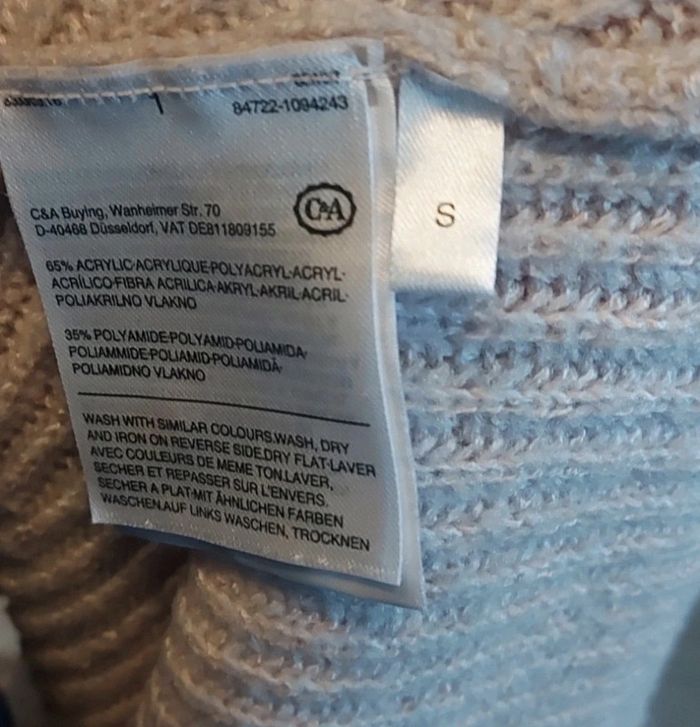 1
84722-1094243
C&A Buying, Wanheimer Str. 70
D-40468 Düsseldorf, VAT DE811809155
C&A
S
65% ACRYLIC·ACRYLIQUE·POLYACRYL·ACRYL·
ACRÍLICO·FIBRA ACRILICA·AKRYL·AKRIL·ACRIL·
POLIAKRILNO VLAKNO
35% POLYAMIDE·POLYAMID·POLIAMIDA·
POLIAMMIDE·POLIAMID·POLIAMIDĂ·
POLIAMIDNO VLAKNO
WASH WITH SIMILAR COLOURS.WASH, DRY
AND IRON ON REVERSE SIDE.DRY FLAT·LAVER
AVEC COULEURS DE MEME TON.LAVER,
SECHER ET REPASSER SUR L'ENVERS.
SECHER A PLAT·MIT ÄHNLICHEN FARBEN
WASCHEN.AUF LINKS WASCHEN, TROCKNEN